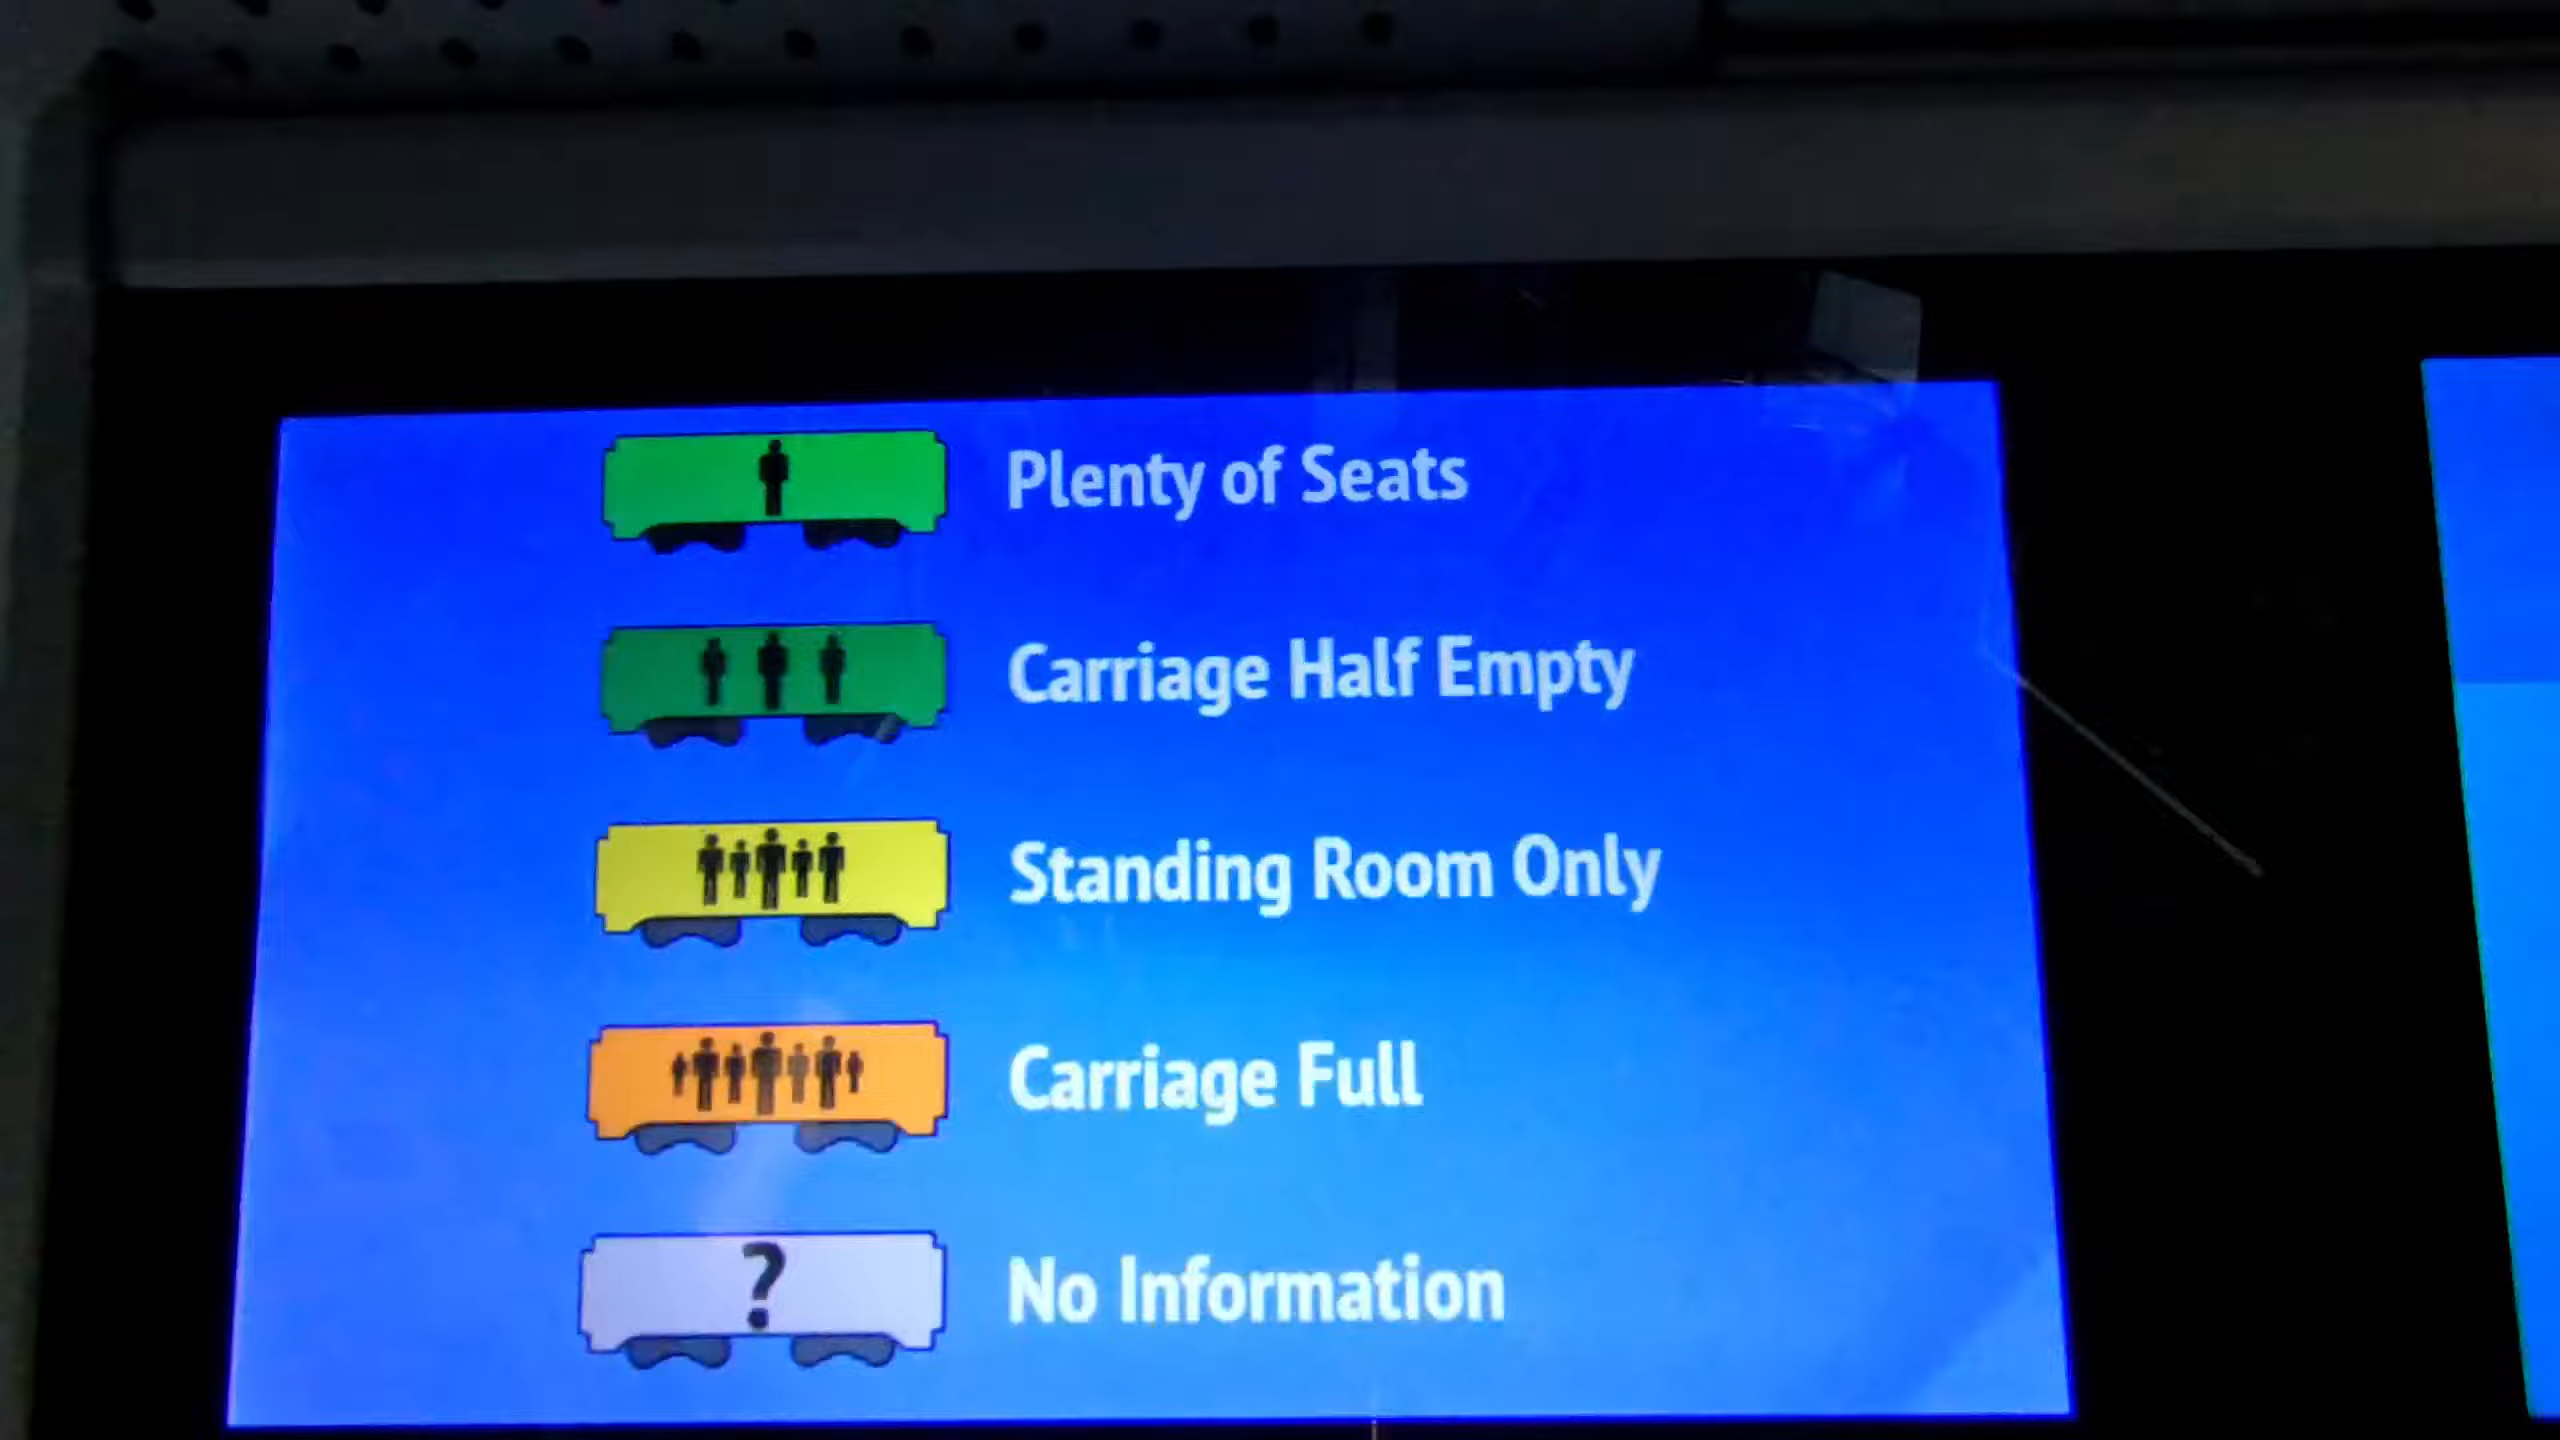 Plenty of Seats
Carriage Half Empty
Standing Room Only
Carriage Full
?
No Information